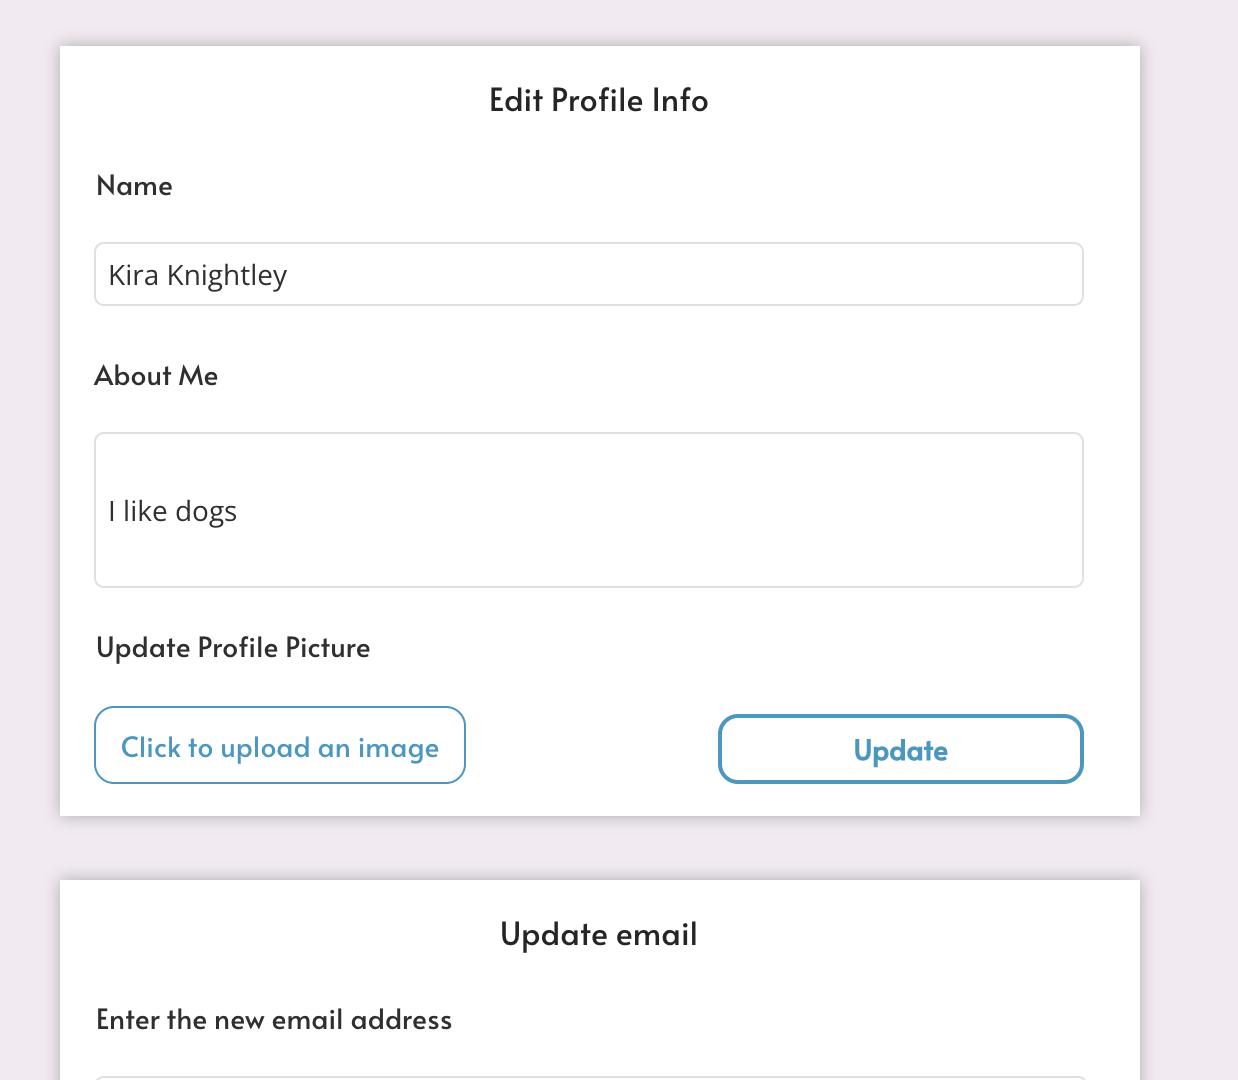 Edit Profile Info
Name
Kira Knightley
About Me
I like dogs
Update Profile Picture
Click to upload an image
Update
Update email
Enter the new email address